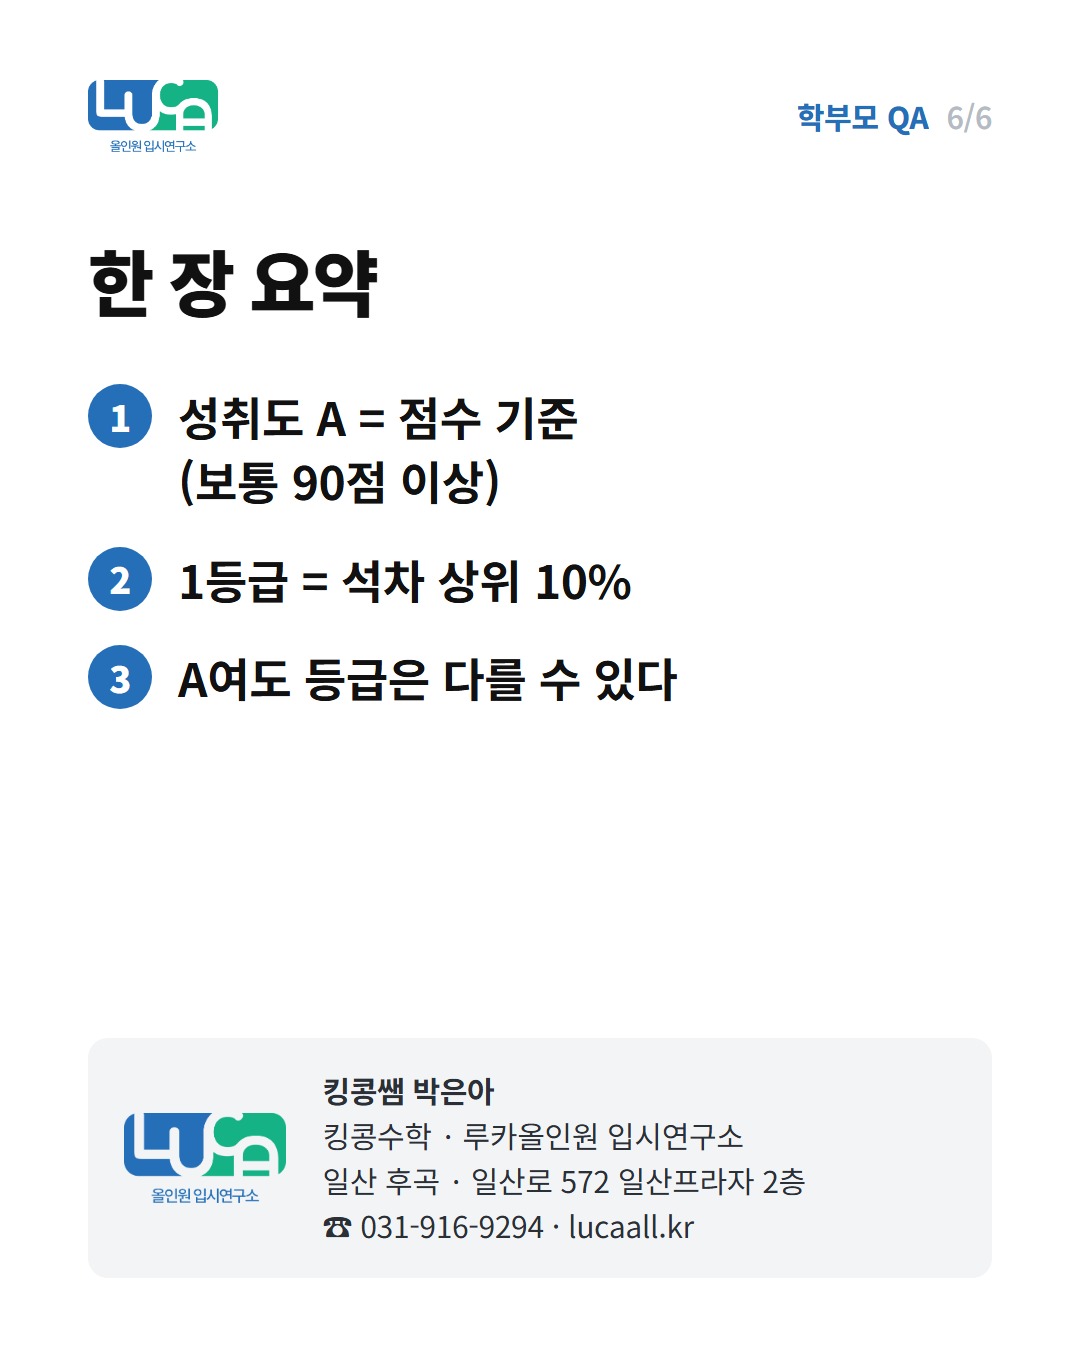 Luca
올인원 입시연구소
학부모 QA 6/6
한 장 요약
1 성취도 A = 점수 기준
(보통 90점 이상)
2 1등급 = 석차 상위 10%
3 A여도 등급은 다를 수 있다
Luca
올인원 입시연구소
킹콩쌤 박은아
킹콩수학 · 루카올인원 입시연구소
일산 후곡 · 일산로 572 일산프라자 2층
☎ 031-916-9294 · lucaall.kr